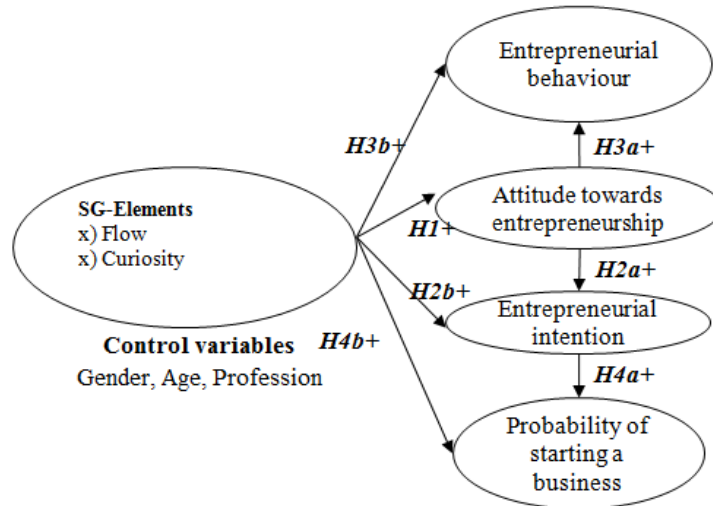 Entrepreneurial
behaviour
H3b+
H3a+
SG-Elements
x) Flow
x) Curiosity
H1+
Attitude towards
entrepreneurship
H2a+
H2b+
Entrepreneurial
intention
Control variables
Gender, Age, Profession
H4b+
H4a+
Probability of
starting a
business